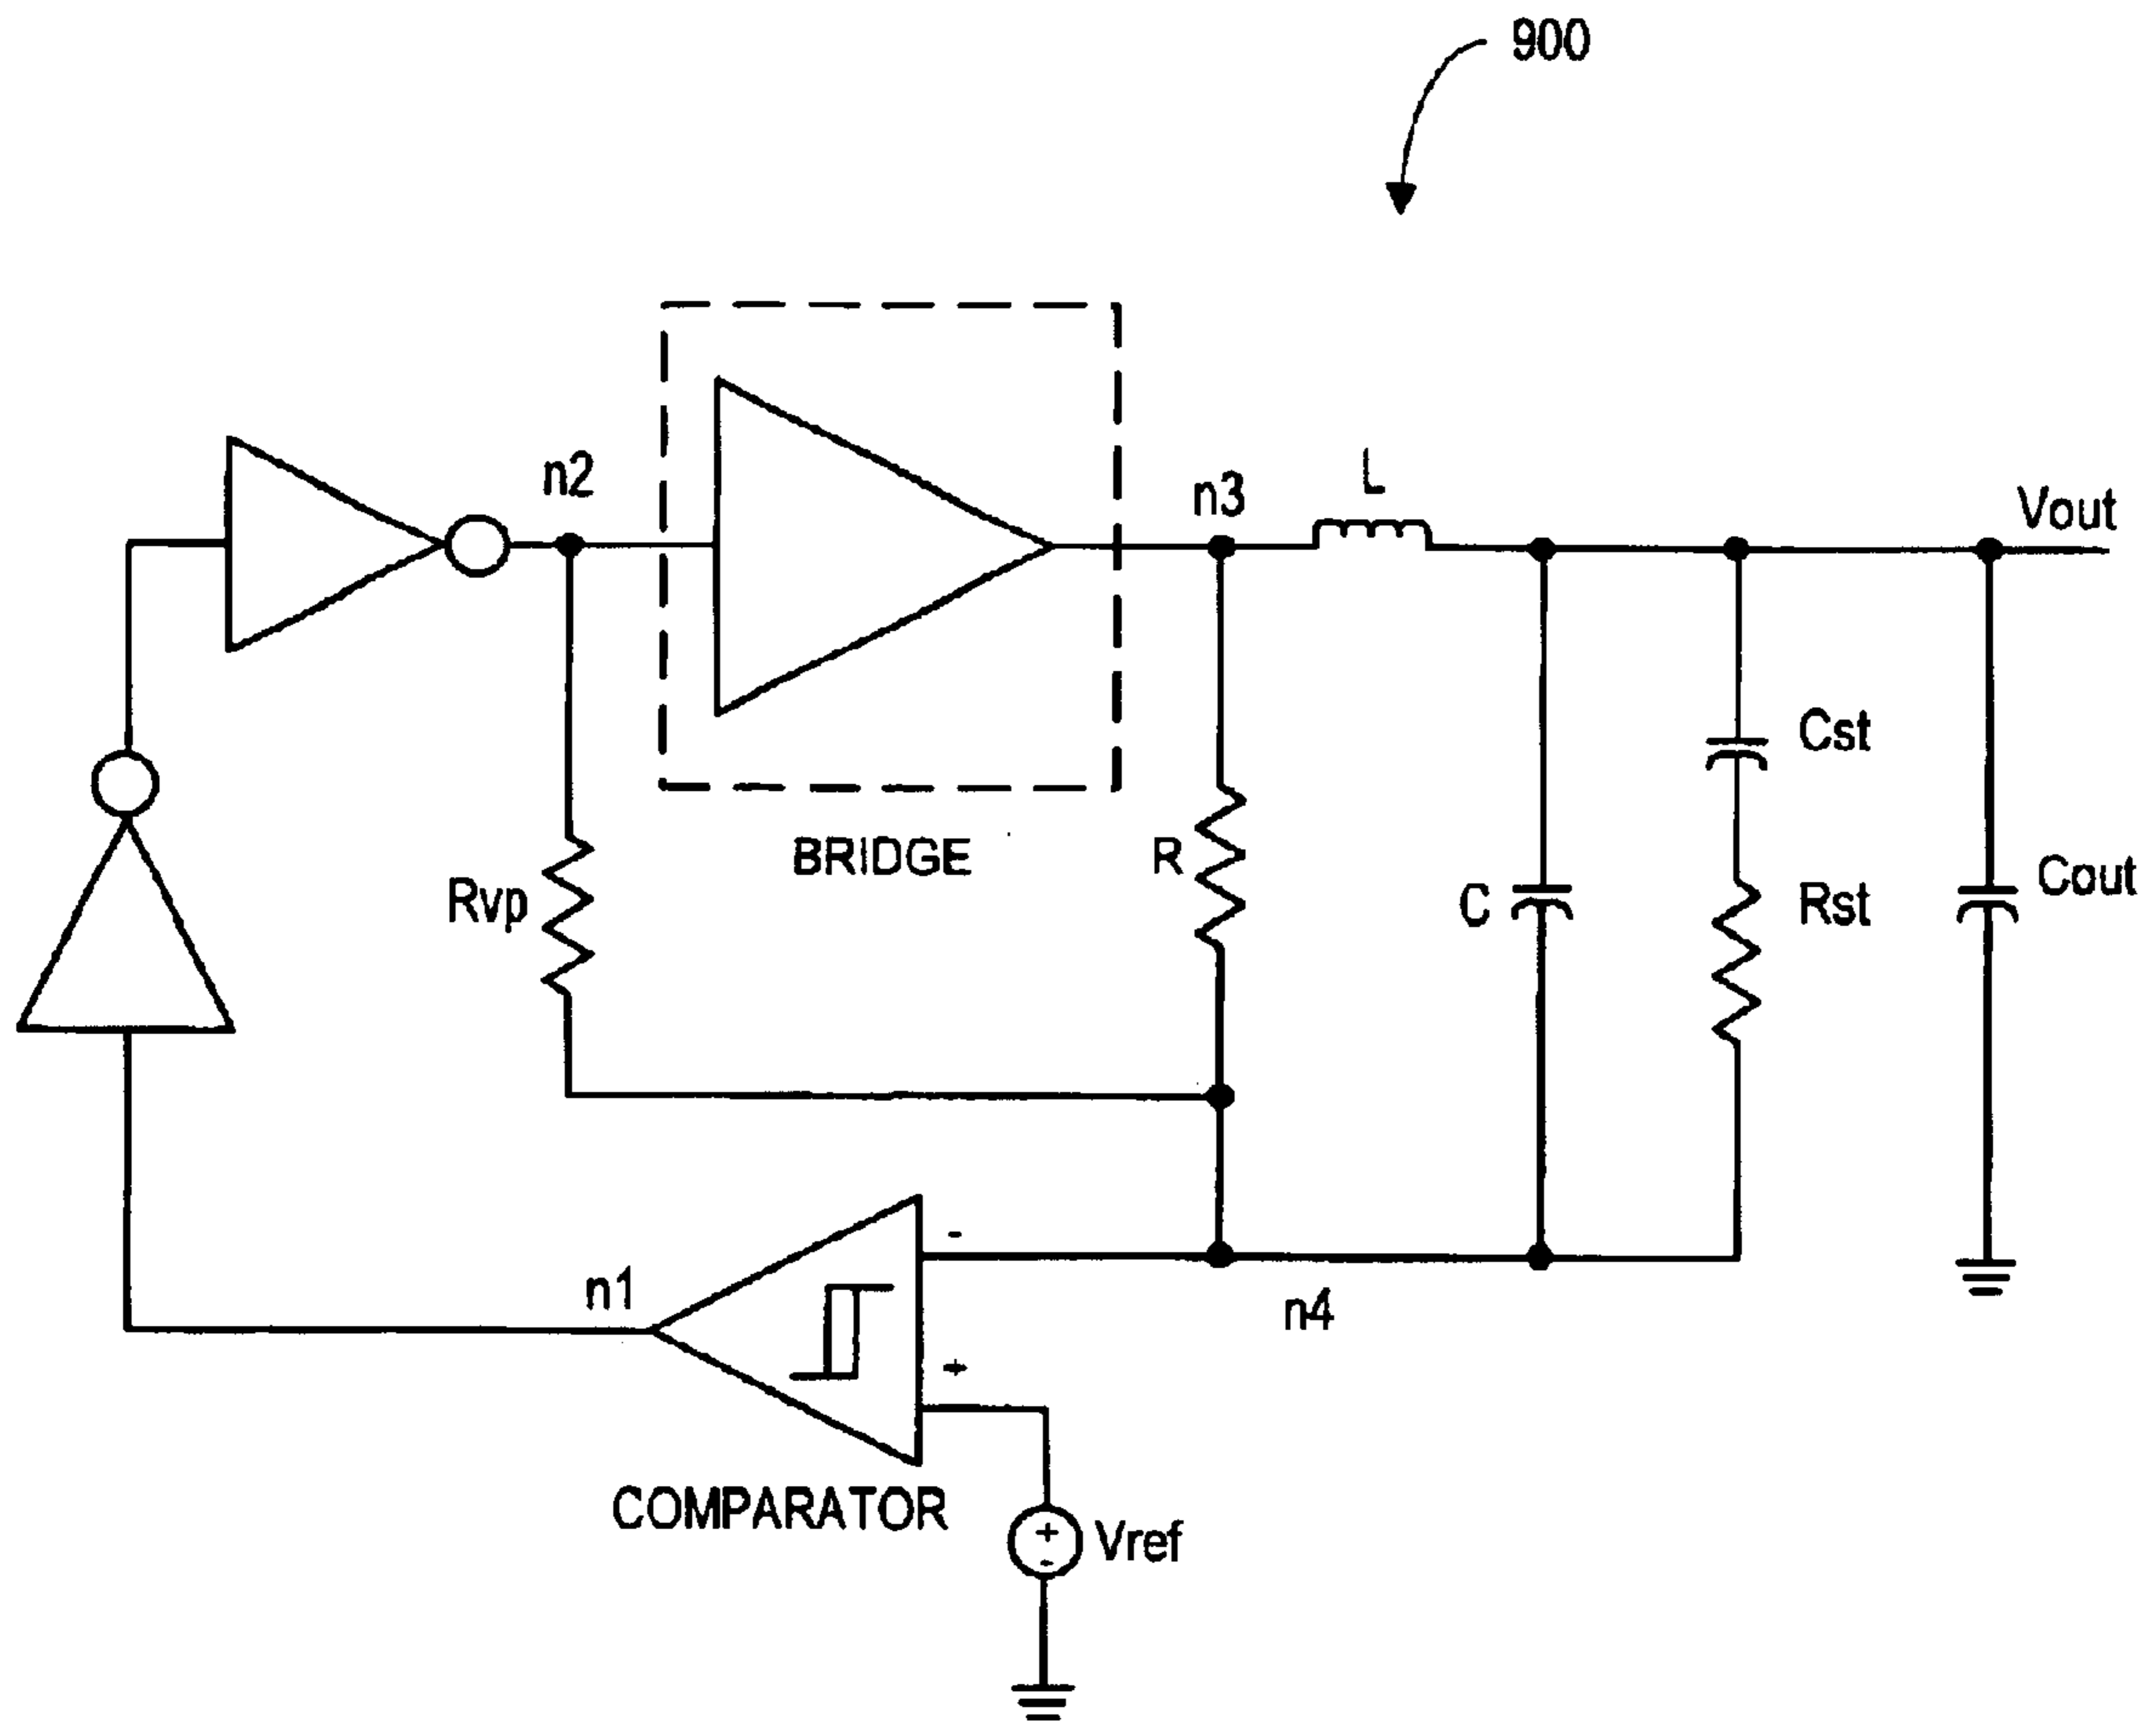 900
n2
n3
L
Vout
Cst
BRIDGE
R
Rvp
C
Rst
Cout
n1
-
n4
+
COMPARATOR
+
-
Vref